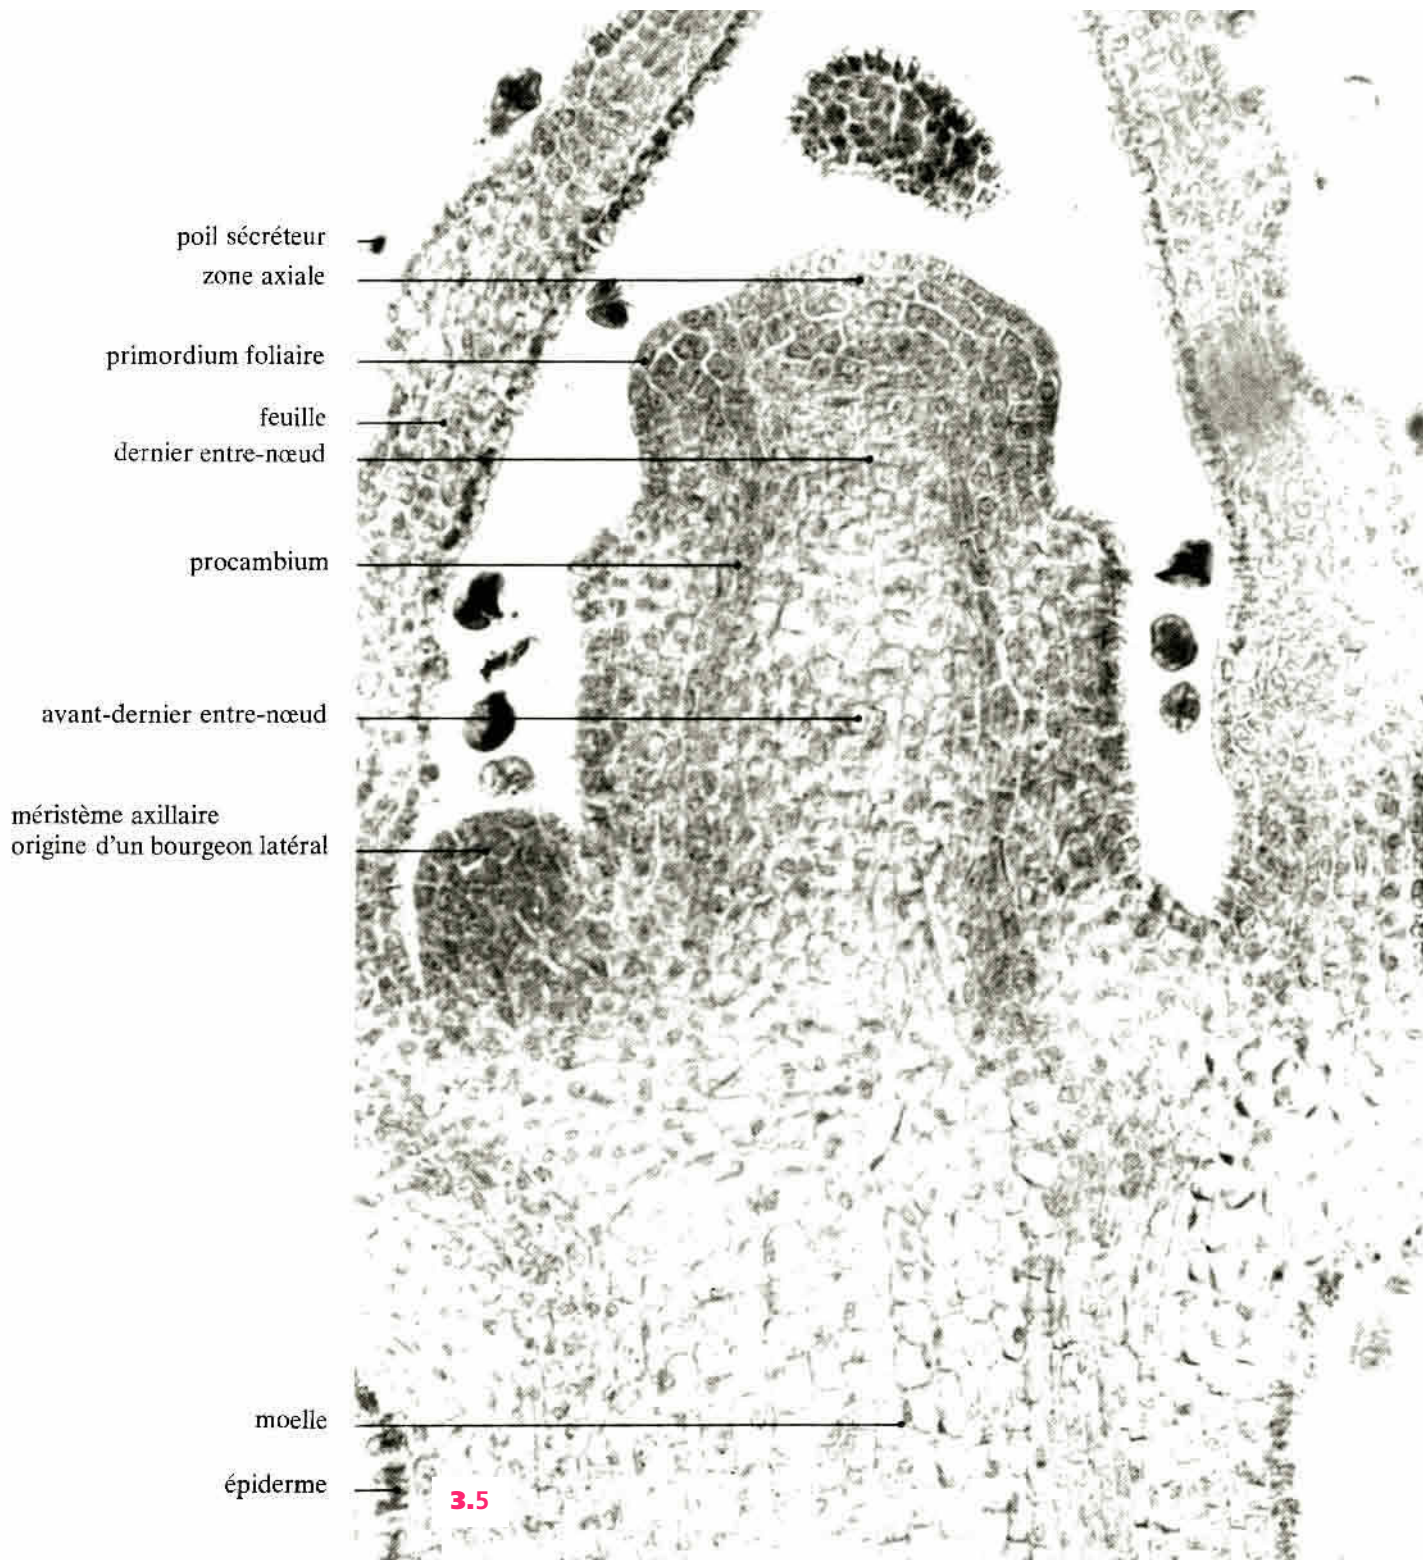 poil sécréteur
zone axiale
primordium foliaire
feuille
dernier entre-nœud
procambium
avant-dernier entre-nœud
méristème axillaire
origine d'un bourgeon latéral
moelle
épiderme
3.5